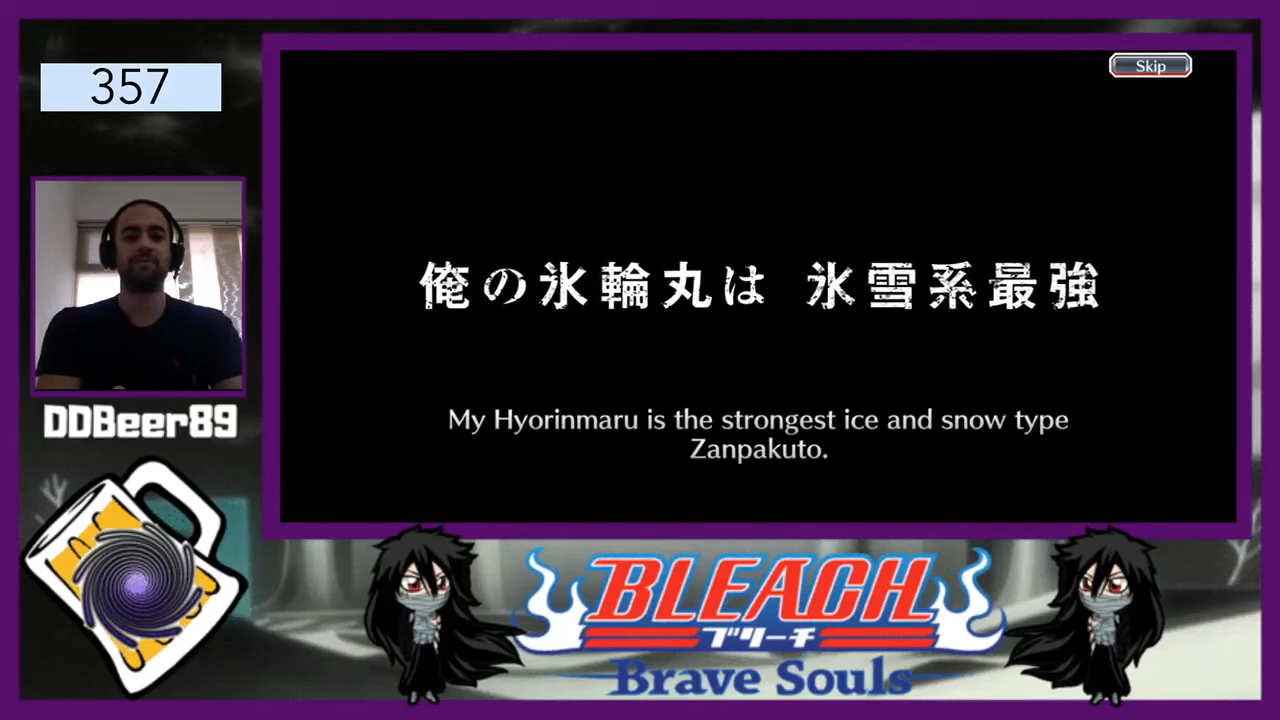 357
Skip
俺の氷輪丸は 氷雪系最強
My Hyorinmaru is the strongest ice and snow type
Zanpakuto.
DDBeer89
BLEACH
ブリーチ
Brave Souls